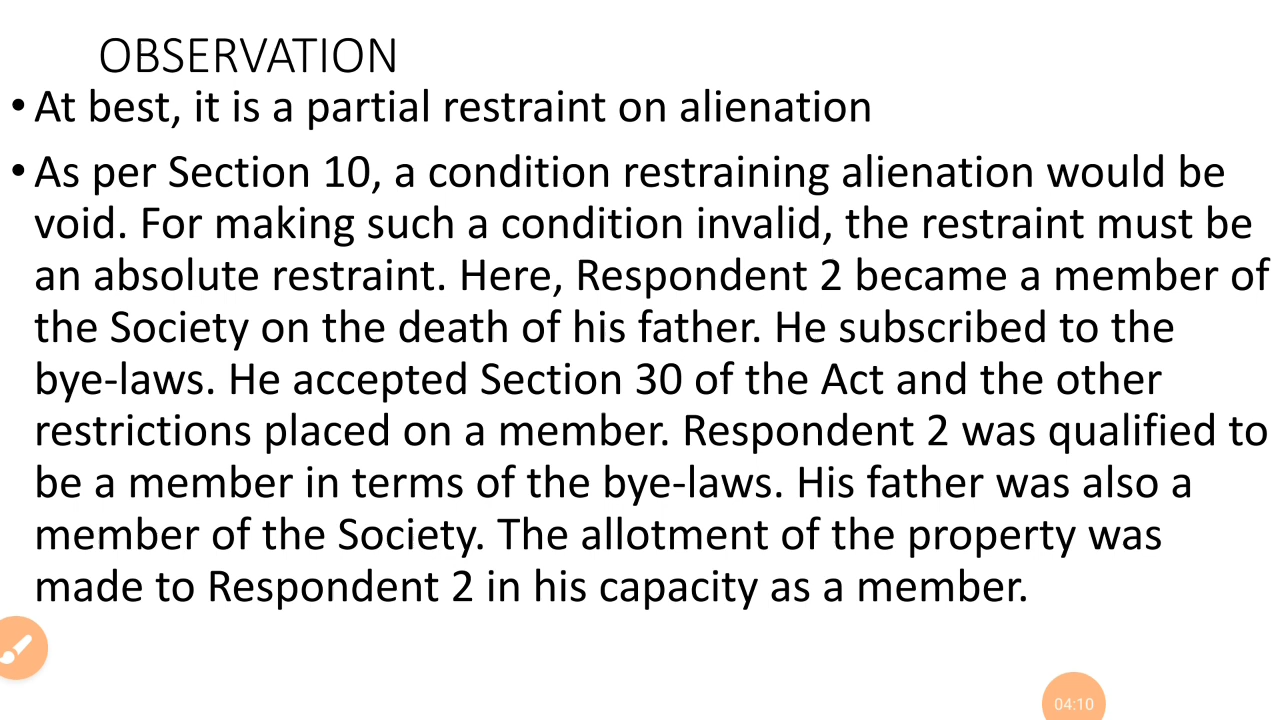 OBSERVATION
• At best, it is a partial restraint on alienation
• As per Section 10, a condition restraining alienation would be
void. For making such a condition invalid, the restraint must be
an absolute restraint. Here, Respondent 2 became a member of
the Society on the death of his father. He subscribed to the
bye-laws. He accepted Section 30 of the Act and the other
restrictions placed on a member. Respondent 2 was qualified to
be a member in terms of the bye-laws. His father was also a
member of the Society. The allotment of the property was
made to Respondent 2 in his capacity as a member.
04:10